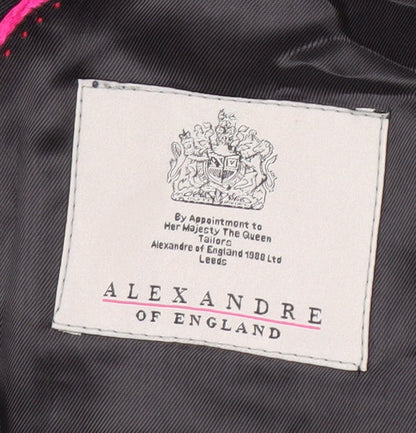 By Appointment to
Her Majesty The Queen
Tailors
Alexandre of England 1988 Ltd
Leeds
ALEXANDRE
OF ENGLAND